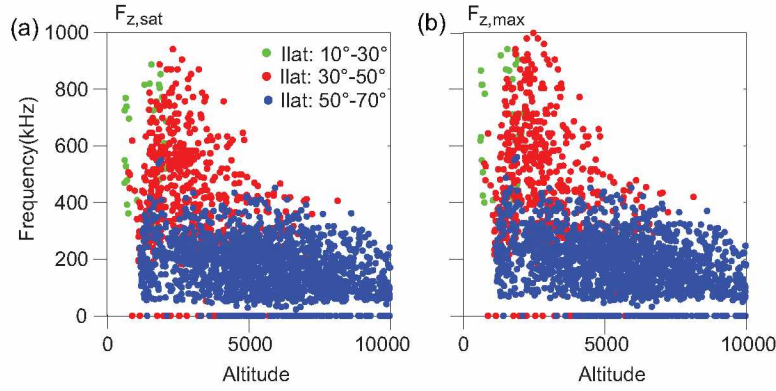 (a) F_z,sat
1000
800
600
400
200
0
Frequency(kHz)
Ilat: 10°-30°
Ilat: 30°-50°
Ilat: 50°-70°
0 5000 10000
Altitude
(b) F_z,max
0 5000 10000
Altitude